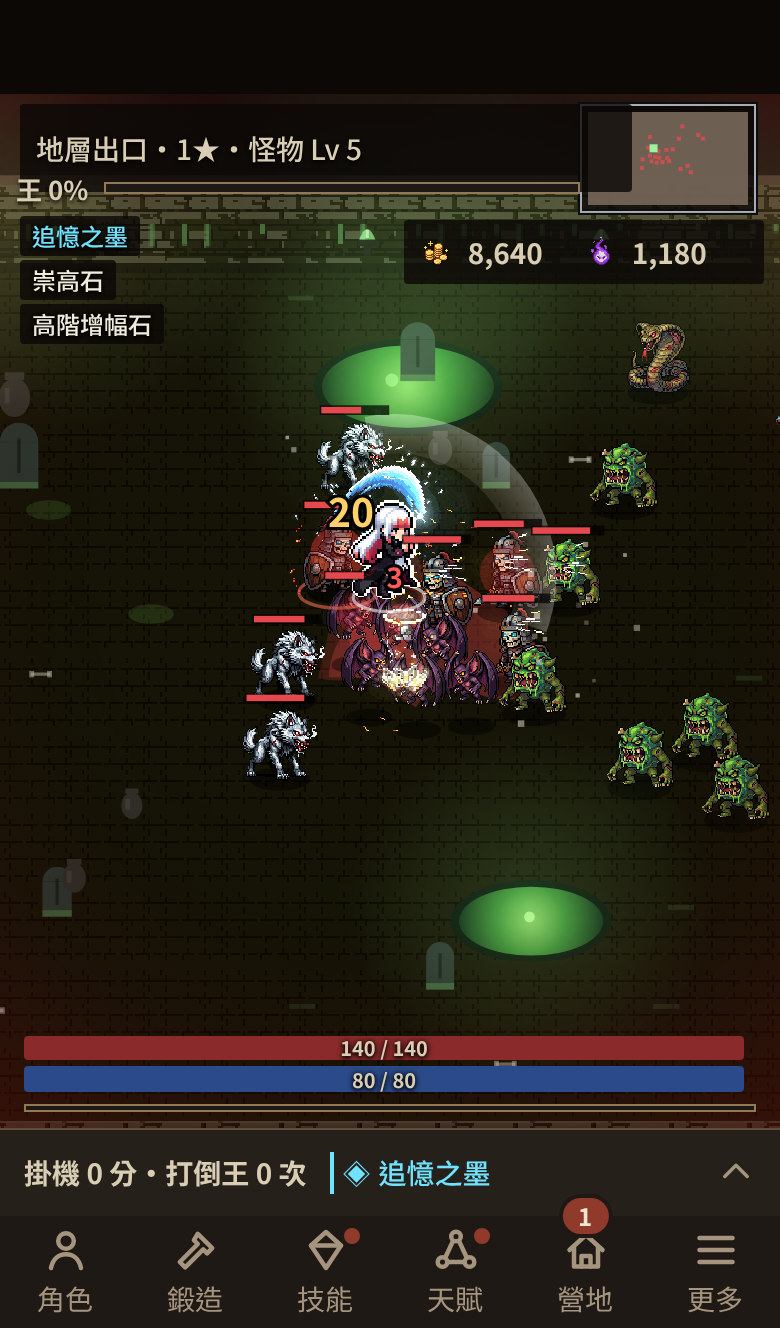 地層出口・1★・怪物 Lv 5
王 0%
追憶之墨
8,640
1,180
崇高石
高階增幅石
20
3
140 / 140
80 / 80
掛機 0 分・打倒王 0 次
◈ 追憶之墨
1
角色
鍛造
技能
天賦
營地
更多